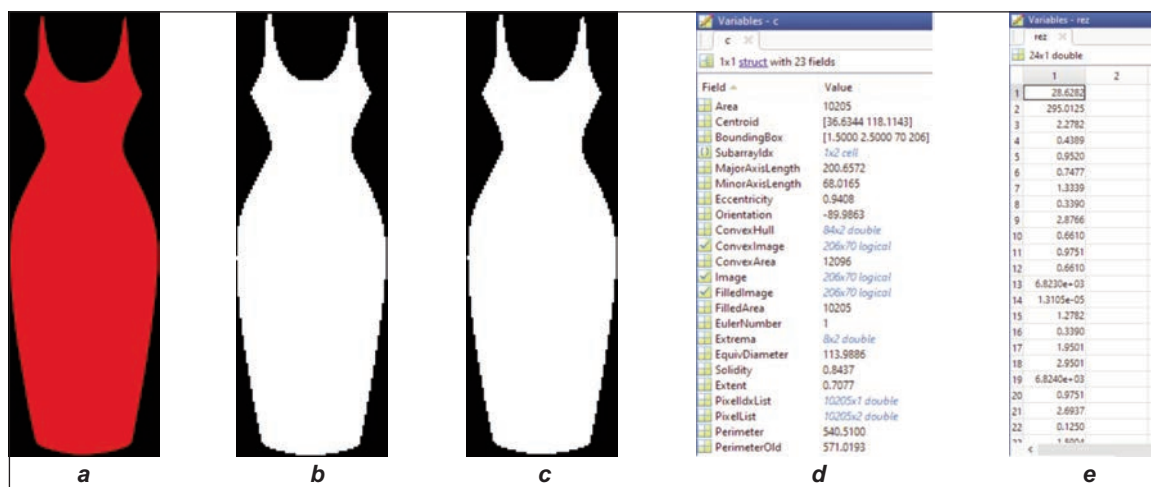 Variables - c
c
1x1 struct with 23 fields
Field Value
Area 10205
Centroid [36.6344 118.1143]
BoundingBox [1.5000 2.5000 70 206]
SubarrayIdx 1x2 cell
MajorAxisLength 200.6572
MinorAxisLength 68.0165
Eccentricity 0.9408
Orientation -89.9863
ConvexHull 84x2 double
ConvexImage 206x70 logical
ConvexArea 12096
Image 206x70 logical
FilledImage 206x70 logical
FilledArea 10205
EulerNumber 1
Extrema 8x2 double
EquivDiameter 113.9886
Solidity 0.8437
Extent 0.7077
PixelIdxList 10205x1 double
PixelList 10205x2 double
Perimeter 540.5100
PerimeterOld 571.0193
Variables - rez
rez
24x1 double
1 2
1 28.6282
2 295.0125
3 2.2782
4 0.4389
5 0.9520
6 0.7477
7 1.3339
8 0.3390
9 2.8766
10 0.6610
11 0.9751
12 0.6610
13 6.8230e+03
14 1.3105e-05
15 1.2782
16 0.3390
17 1.9501
18 2.9501
19 6.8240e+03
20 0.9751
21 2.6937
22 0.1250
a b c d e